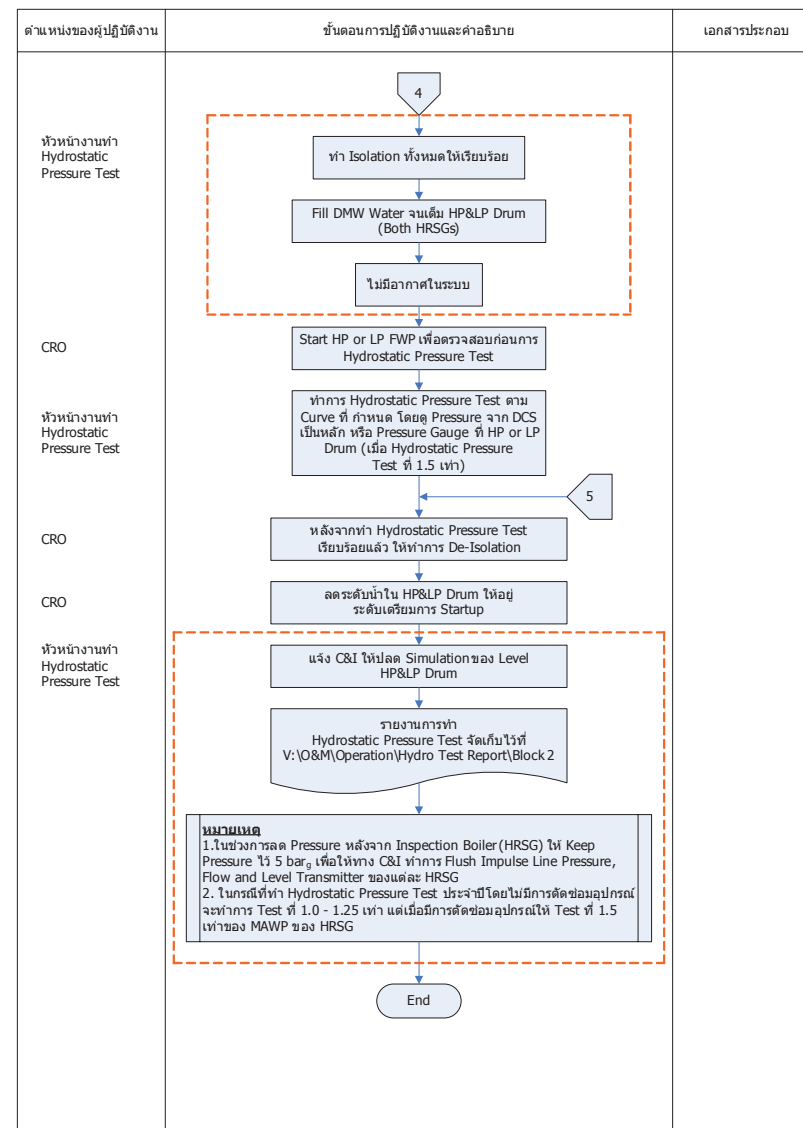 ตำแหน่งของผู้ปฏิบัติงาน
ขั้นตอนการปฏิบัติงานและคำอธิบาย
เอกสารประกอบ
4
หัวหน้างานทำ
Hydrostatic
Pressure Test
ทำ Isolation ทั้งหมดให้เรียบร้อย
Fill DMW Water จนเต็ม HP&LP Drum
(Both HRSGs)
ไม่มีอากาศในระบบ
CRO
Start HP or LP FWP เพื่อตรวจสอบก่อนการ
Hydrostatic Pressure Test
หัวหน้างานทำ
Hydrostatic
Pressure Test
ทำการ Hydrostatic Pressure Test ตาม
Curve ที่ กำหนด โดยดู Pressure จาก DCS
เป็นหลัก หรือ Pressure Gauge ที่ HP or LP
Drum (เมื่อ Hydrostatic Pressure
Test ที่ 1.5 เท่า)
5
CRO
หลังจากทำ Hydrostatic Pressure Test
เรียบร้อยแล้ว ให้ทำการ De-Isolation
CRO
ลดระดับน้ำใน HP&LP Drum ให้อยู่
ระดับเตรียมการ Startup
หัวหน้างานทำ
Hydrostatic
Pressure Test
แจ้ง C&I ให้ปลด Simulation ของ Level
HP&LP Drum
รายงานการทำ
Hydrostatic Pressure Test จัดเก็บไว้ที่
V:\O&M\Operation\Hydro Test Report\Block 2
หมายเหตุ
1.ในช่วงการลด Pressure หลังจาก Inspection Boiler (HRSG) ให้ Keep
Pressure ไว้ 5 barg เพื่อให้ทาง C&I ทำการ Flush Impulse Line Pressure,
Flow and Level Transmitter ของแต่ละ HRSG
2. ในกรณีที่ทำ Hydrostatic Pressure Test ประจำปีโดยไม่มีการตัดซ่อมอุปกรณ์
จะทำการ Test ที่ 1.0 - 1.25 เท่า แต่เมื่อมีการตัดซ่อมอุปกรณ์ให้ Test ที่ 1.5
เท่าของ MAWP ของ HRSG
End